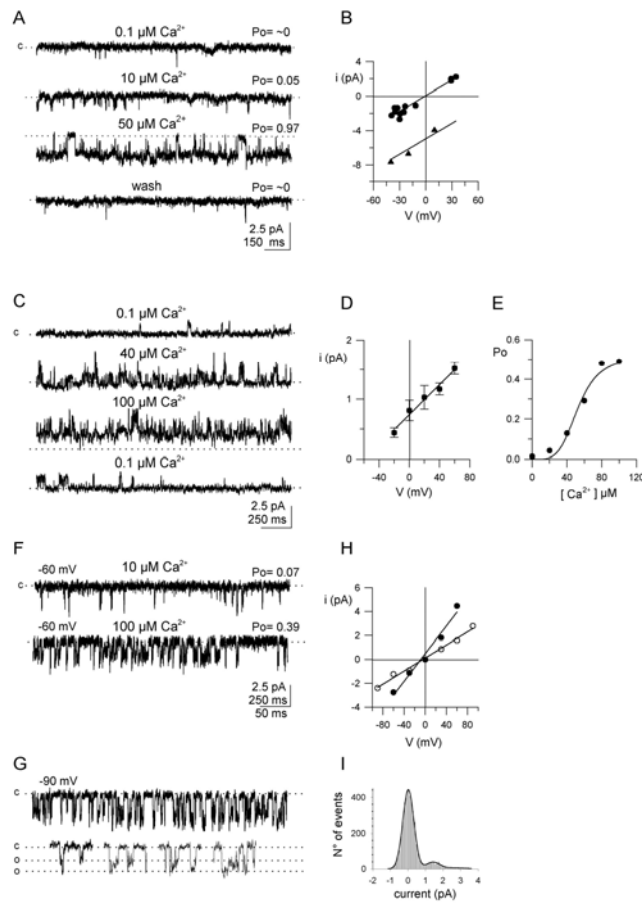 A
0.1 µM Ca²⁺ Po= ~0
c
10 µM Ca²⁺ Po= 0.05
50 µM Ca²⁺ Po= 0.97
wash Po= ~0
2.5 pA
150 ms
B
i (pA)
4
0
-4
-8
-60 -30 0 30 60
V (mV)
C
0.1 µM Ca²⁺
c
40 µM Ca²⁺
100 µM Ca²⁺
0.1 µM Ca²⁺
2.5 pA
250 ms
D
i (pA)
2
1
0
-40 0 40 80
V (mV)
E
Po
0.6
0.4
0.2
0.0
0 40 80 120
[ Ca²⁺ ] µM
F
-60 mV 10 µM Ca²⁺ Po= 0.07
c
-60 mV 100 µM Ca²⁺ Po= 0.39
2.5 pA
250 ms
50 ms
H
i (pA)
6
4
2
0
-2
-4
-80 -40 0 40 80
V (mV)
G
-90 mV
c
c
o
o
I
N° of events
400
200
0
-2 -1 0 1 2 3 4
current (pA)